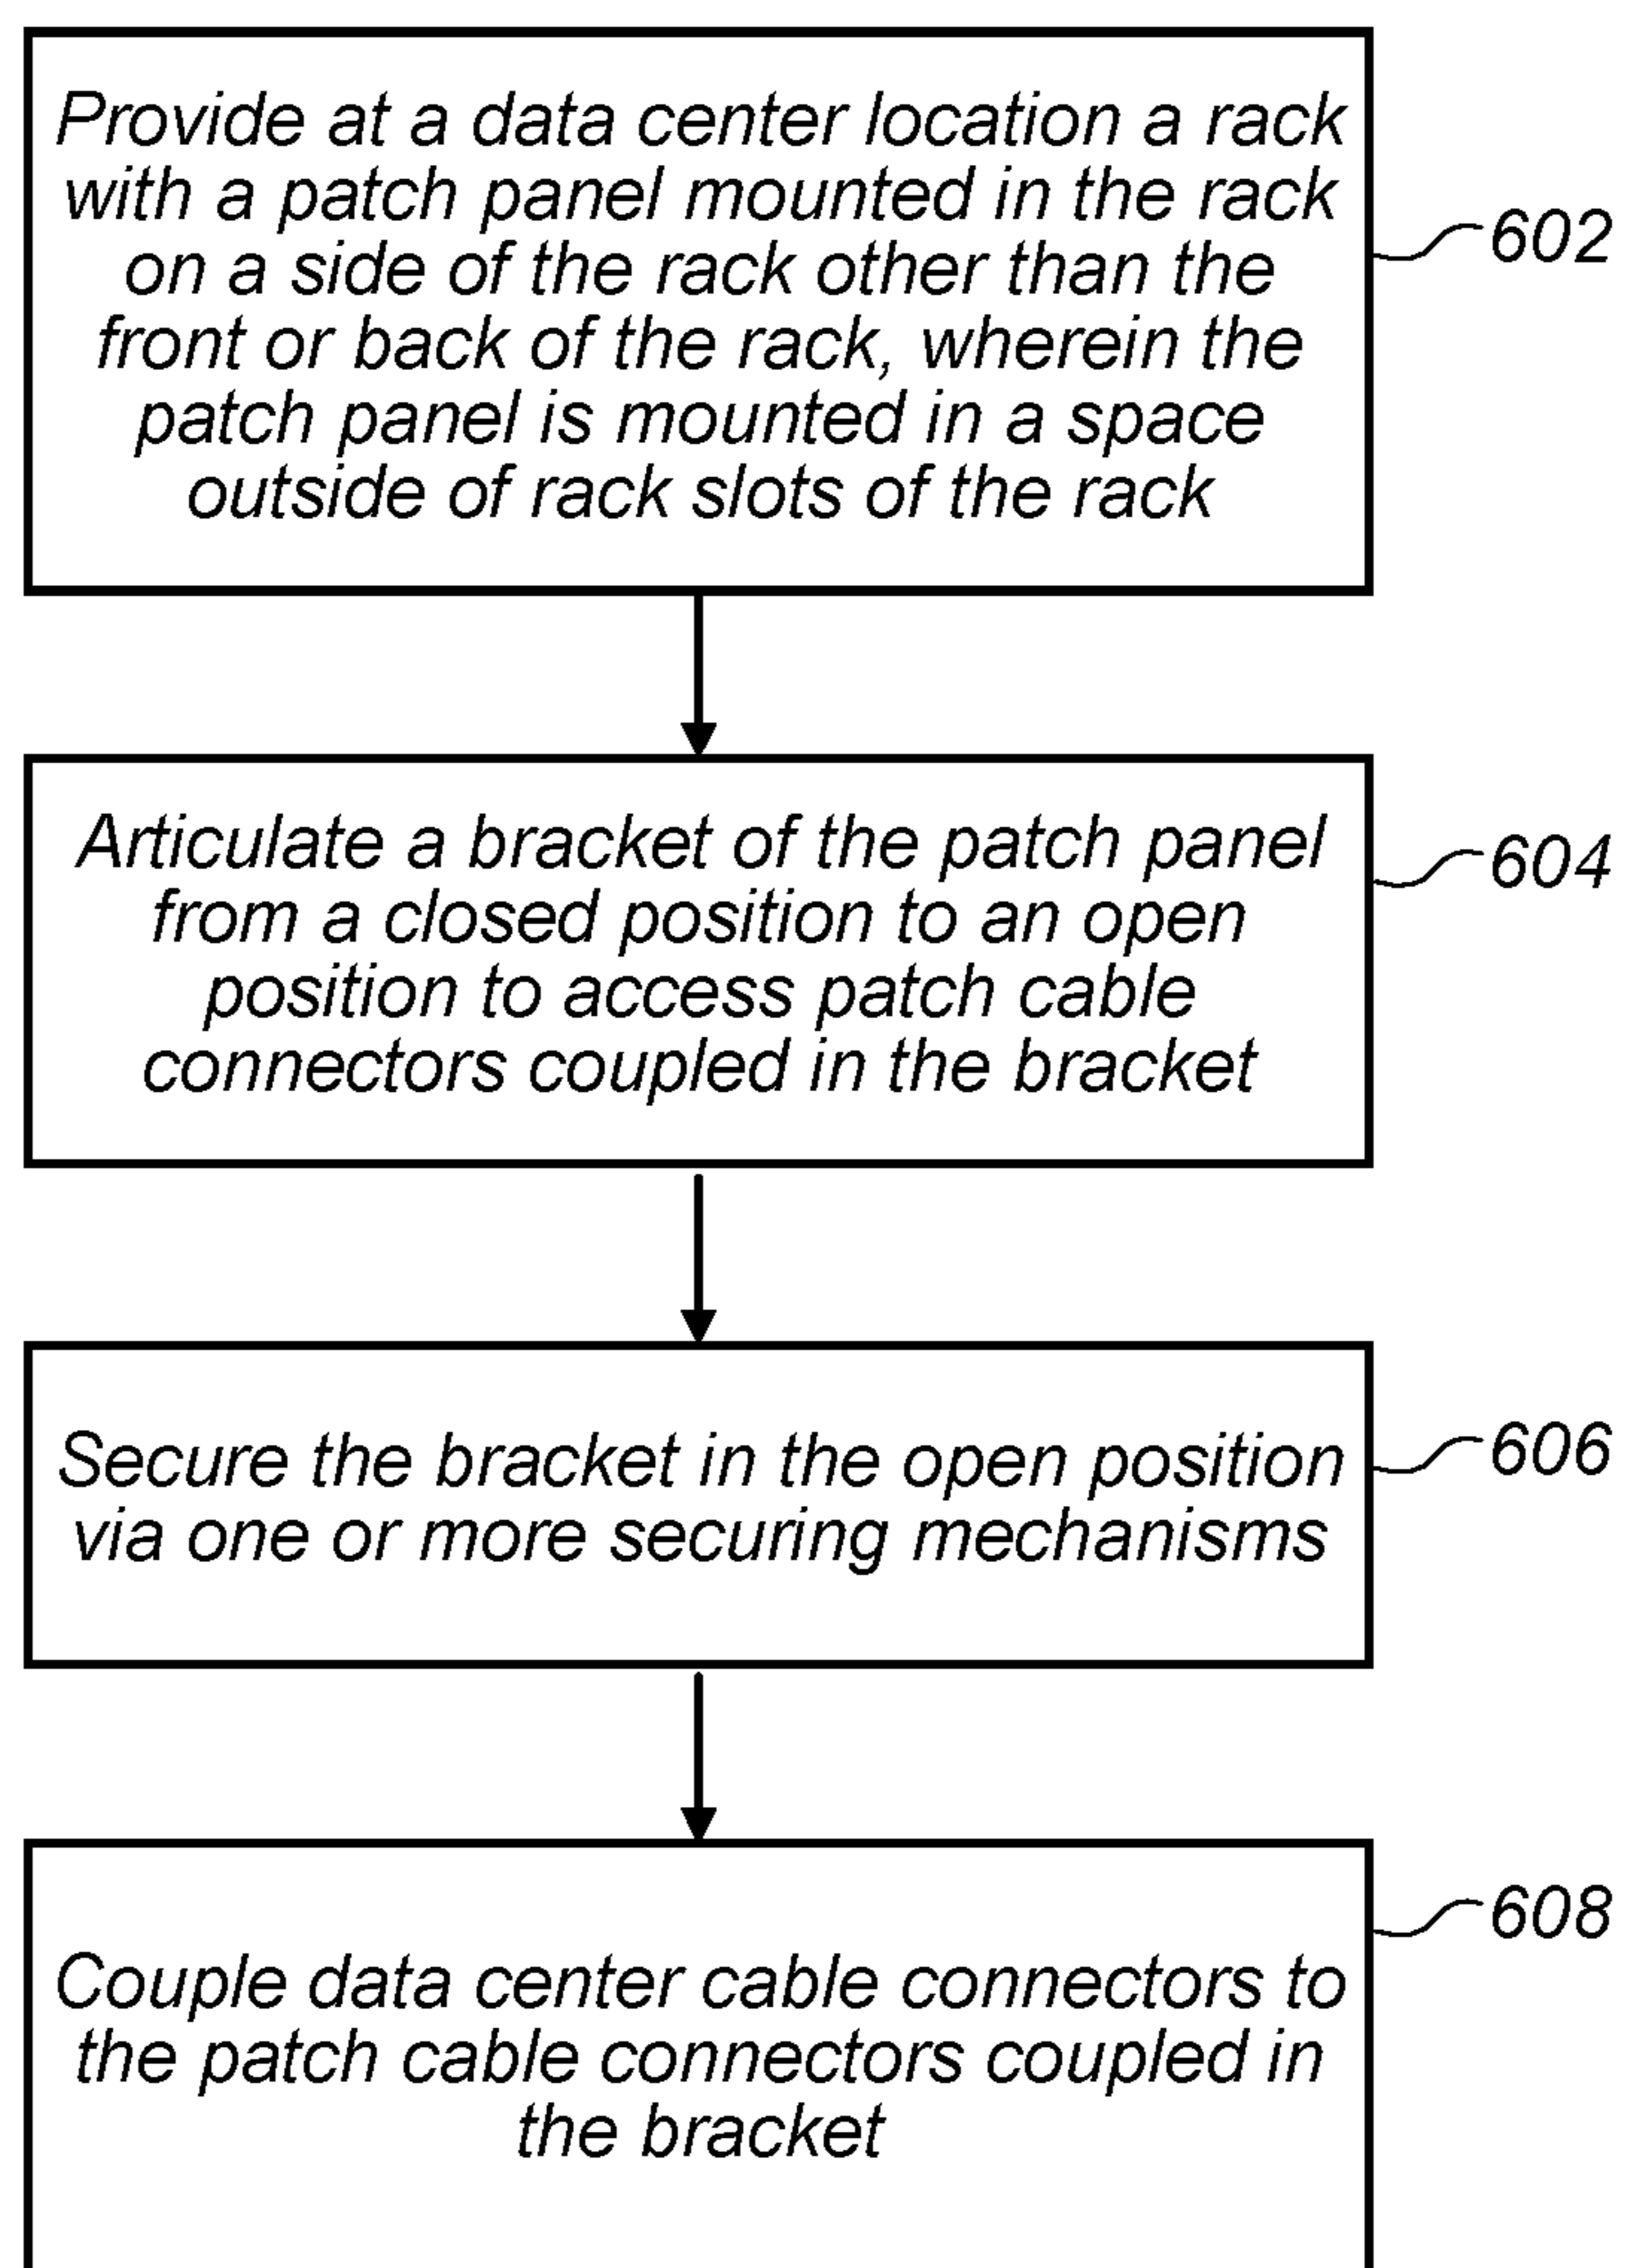 Provide at a data center location a rack
with a patch panel mounted in the rack
on a side of the rack other than the
front or back of the rack, wherein the
patch panel is mounted in a space
outside of rack slots of the rack
602
Articulate a bracket of the patch panel
from a closed position to an open
position to access patch cable
connectors coupled in the bracket
604
Secure the bracket in the open position
via one or more securing mechanisms
606
Couple data center cable connectors to
the patch cable connectors coupled in
the bracket
608